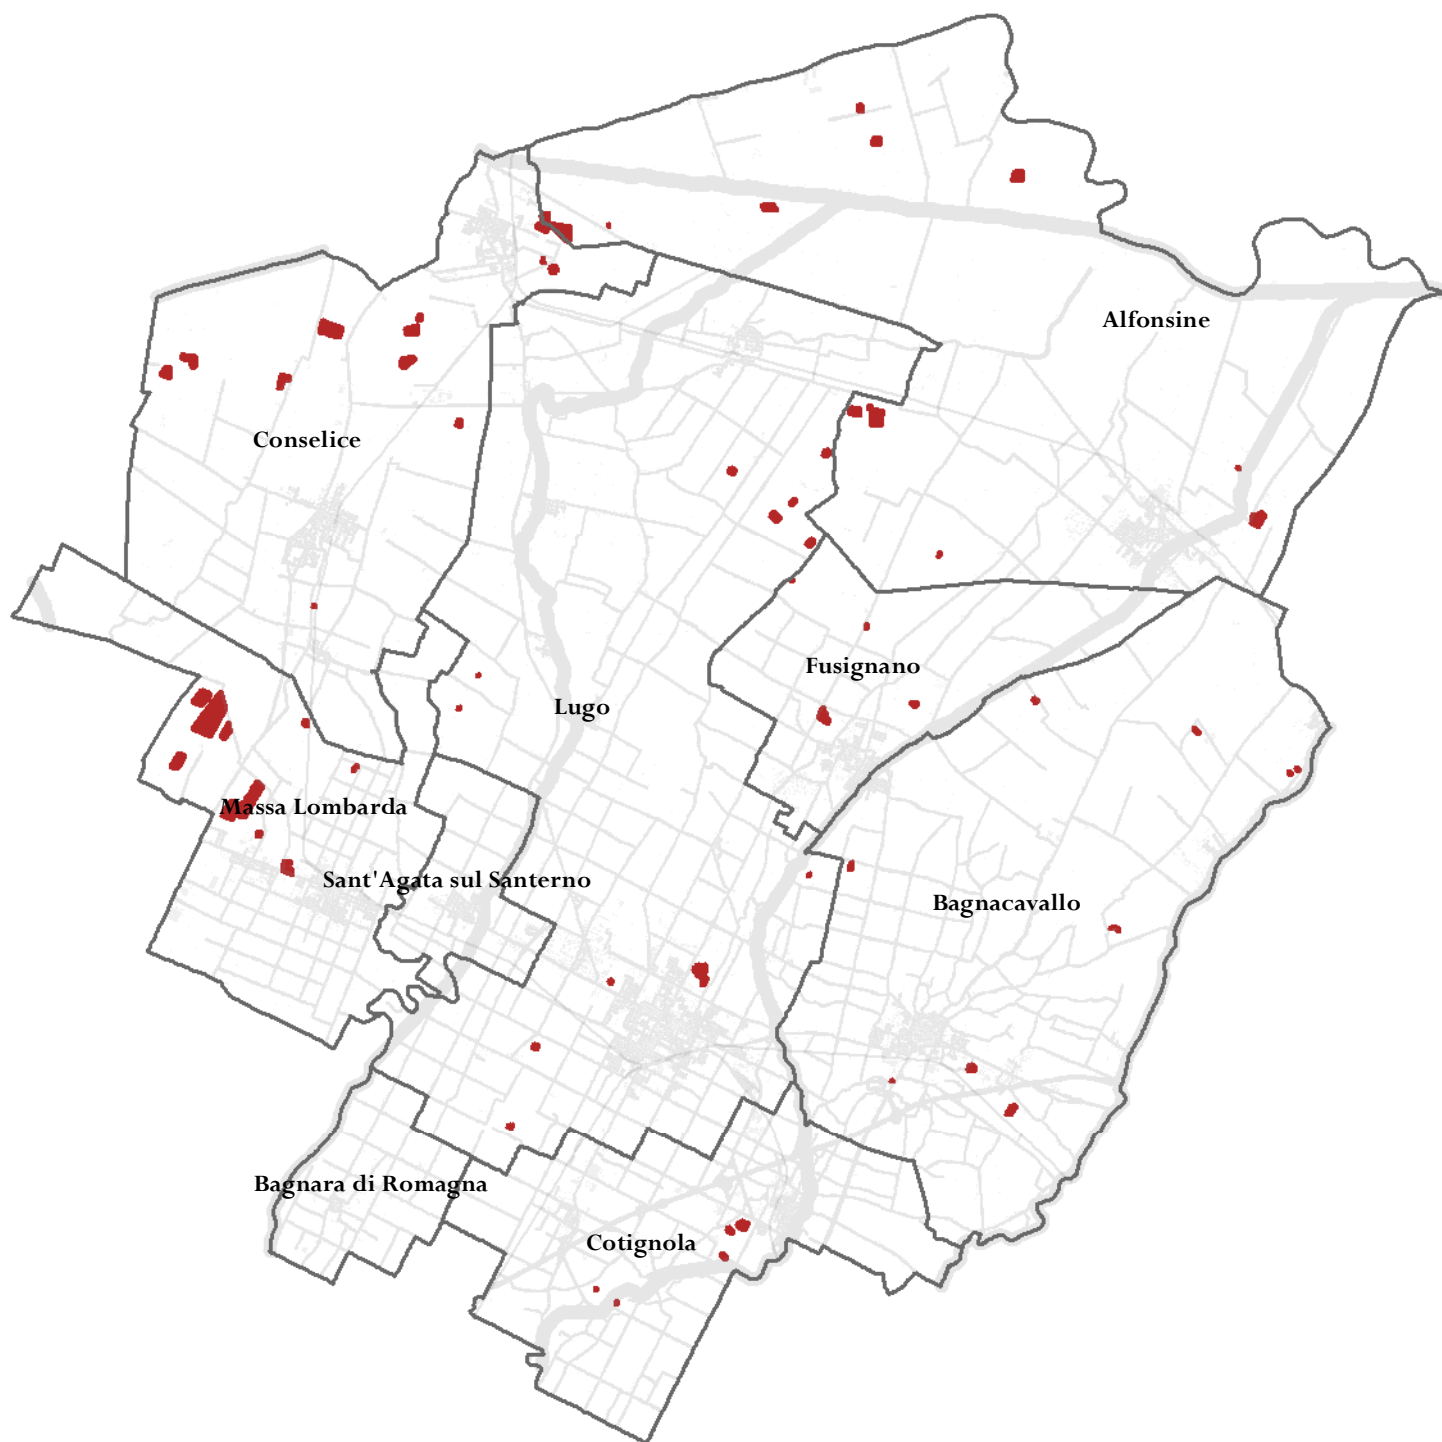 Alfonsine
Conselice
Fusignano
Lugo
Massa Lombarda
Sant'Agata sul Santerno
Bagnacavallo
Bagnara di Romagna
Cotignola